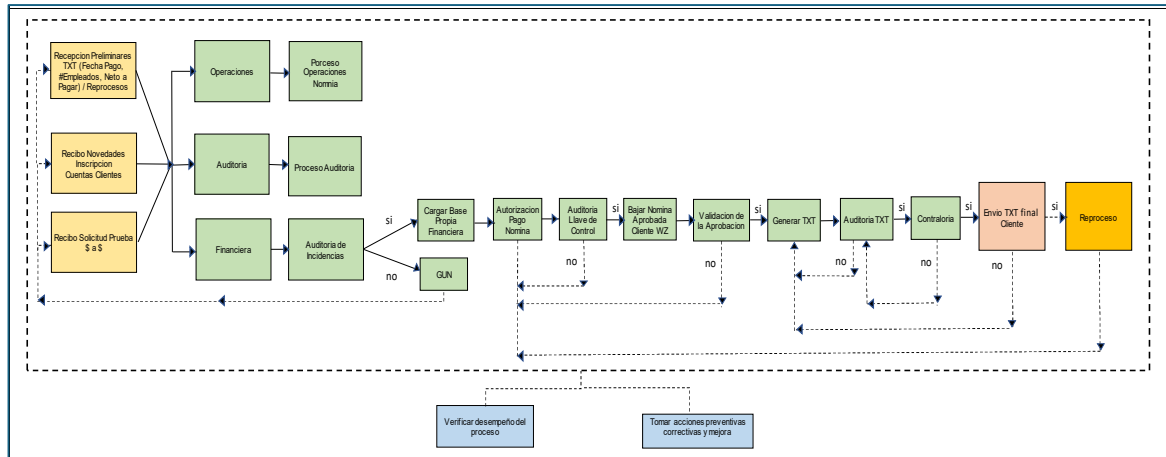 Recepcion Preliminares
TXT (Fecha Pago,
#Empleados, Neto a
Pagar) / Reprocesos
Operaciones
Porceso
Operaciones
Nomnia
Recibo Novedades
Inscripcion
Cuentas Clientes
Auditoria
Proceso Auditoria
Recibo Solicitud Prueba
$ a $
Financiera
Auditoria de
Incidencias
si
no
Cargar Base
Propia
Financiera
GUN
Autorizacion
Pago
Nomina
Auditoria
Llave de
Control
si
no
Bajar Nomina
Aprobada
Cliente WZ
Validacion de
la Aprobacion
si
no
Generar TXT
Auditoria TXT
si
no
Contraloria
si
no
Envio TXT final
Cliente
si
no
Reproceso
Verificar desempeño del
proceso
Tomar acciones preventivas
correctivas y mejora